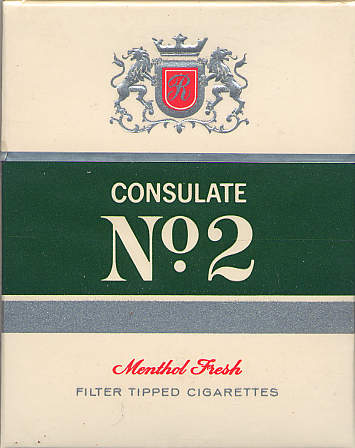 R
CONSULATE
Nº2
Menthol Fresh
FILTER TIPPED CIGARETTES